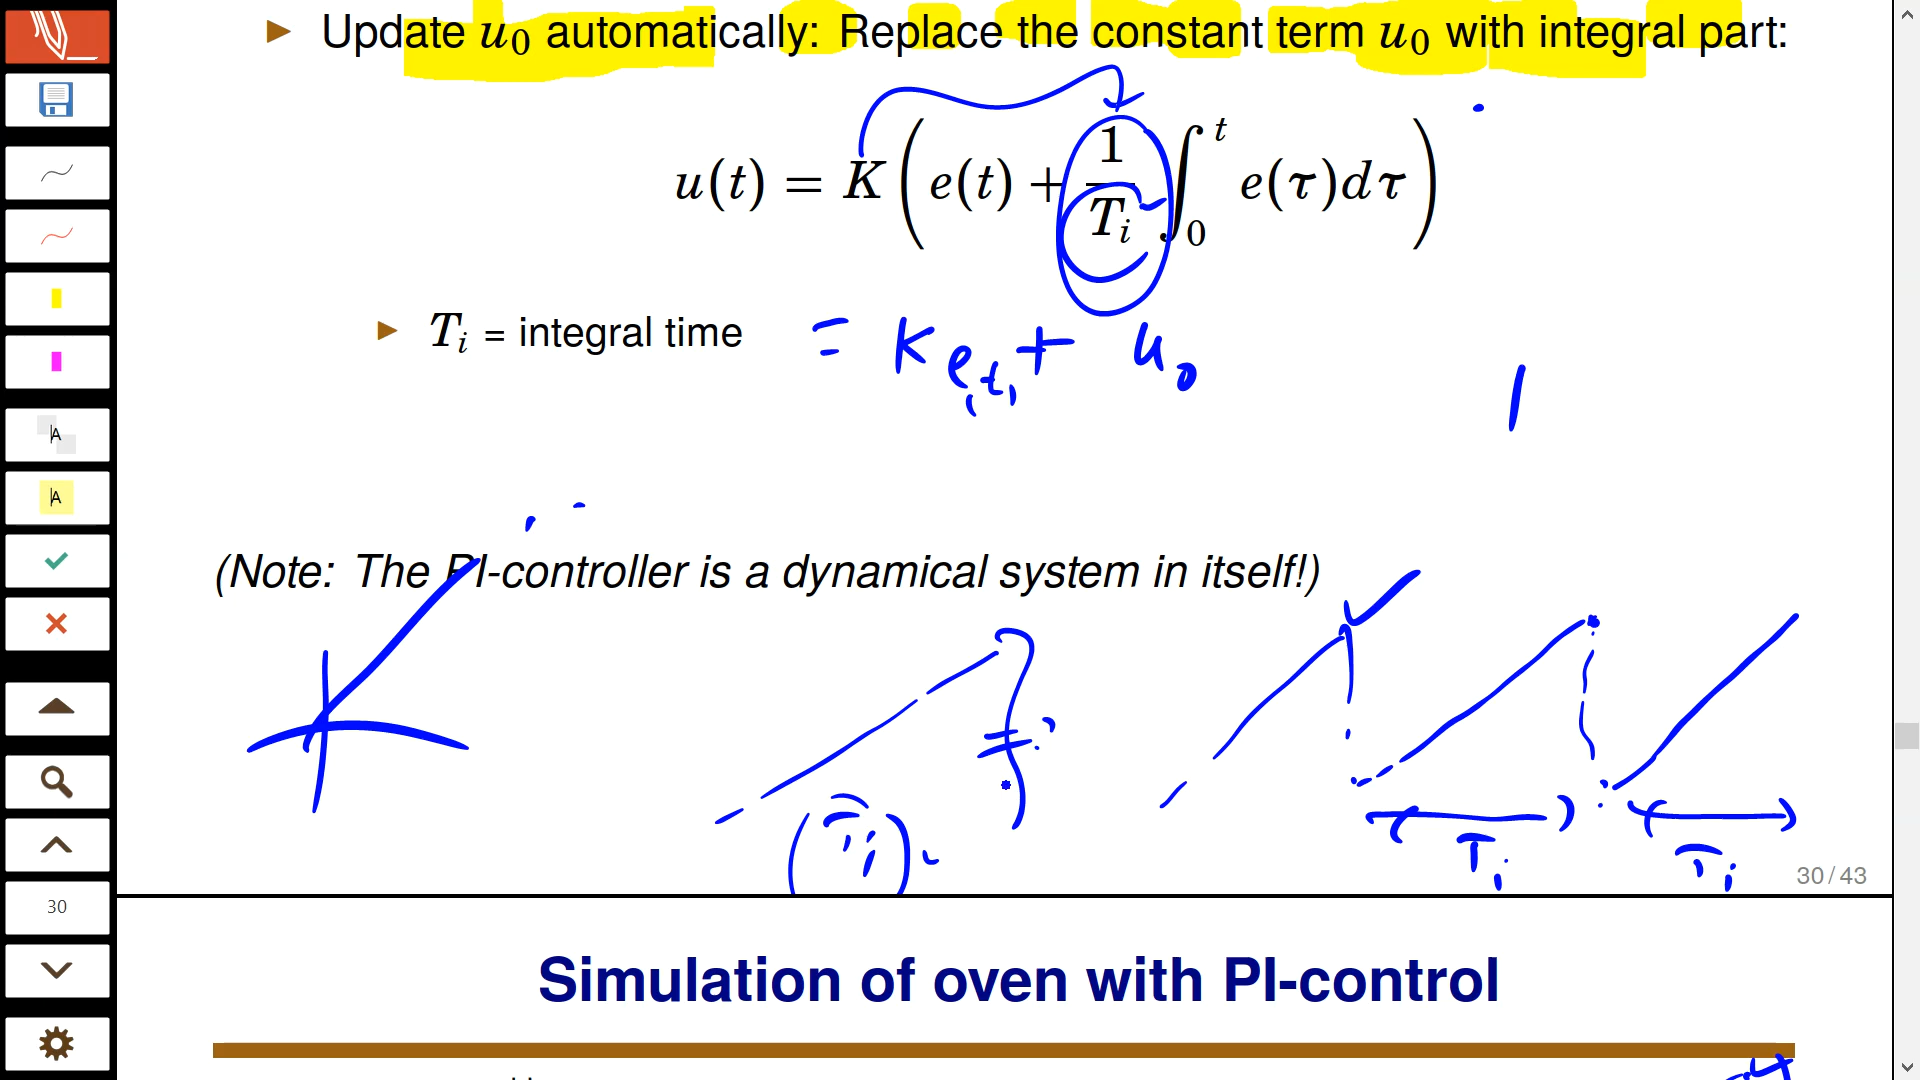 Update u₀ automatically: Replace the constant term u₀ with integral part:
u(t) = K ( e(t) + 1/Tᵢ ∫₀ᵗ e(τ)dτ )
Tᵢ = integral time
= K e(t) + u₀
(Note: The PI-controller is a dynamical system in itself!)
(Tᵢ)
Tᵢ
Tᵢ
30/43
30
Simulation of oven with PI-control